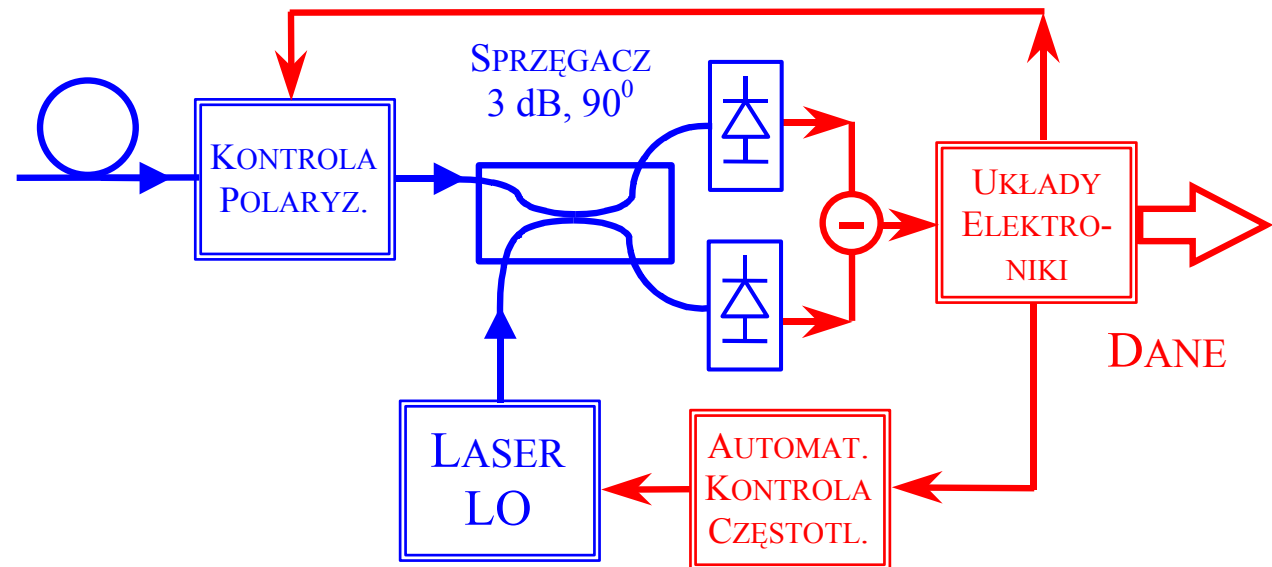 SPRZĘGACZ
3 dB, 90⁰
KONTROLA
POLARYZ.
-
UKŁADY
ELEKTRO-
NIKI
DANE
LASER
LO
AUTOMAT.
KONTROLA
CZĘSTOTL.